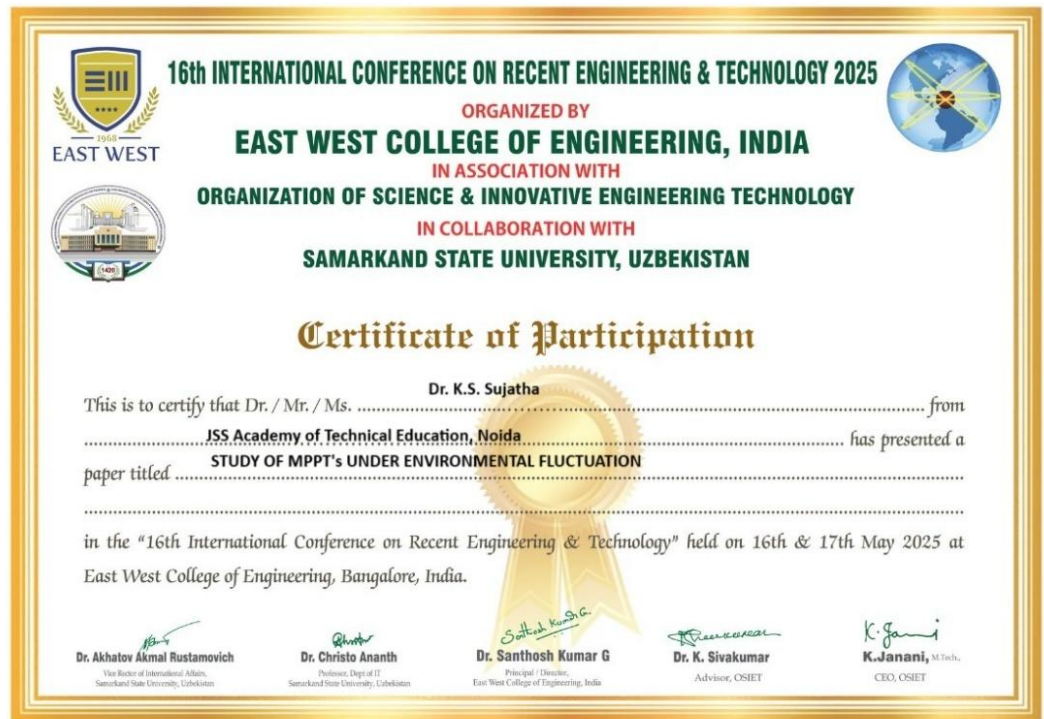 16th INTERNATIONAL CONFERENCE ON RECENT ENGINEERING & TECHNOLOGY 2025
ORGANIZED BY
EAST WEST COLLEGE OF ENGINEERING, INDIA
IN ASSOCIATION WITH
ORGANIZATION OF SCIENCE & INNOVATIVE ENGINEERING TECHNOLOGY
IN COLLABORATION WITH
SAMARKAND STATE UNIVERSITY, UZBEKISTAN
1968
EAST WEST
1420
Certificate of Participation
This is to certify that Dr. / Mr. / Ms. Dr. K.S. Sujatha from
JSS Academy of Technical Education, Noida has presented a
paper titled STUDY OF MPPT's UNDER ENVIRONMENTAL FLUCTUATION
in the "16th International Conference on Recent Engineering & Technology" held on 16th & 17th May 2025 at
East West College of Engineering, Bangalore, India.
Santhosh Kumar G.
K. Janni
Dr. Akhatov Akmal Rustamovich
Vice Rector of International Affairs,
Samarkand State University, Uzbekistan
Dr. Christo Ananth
Professor, Dept of IT
Samarkand State University, Uzbekistan
Dr. Santhosh Kumar G
Principal / Director,
East West College of Engineering, India
Dr. K. Sivakumar
Advisor, OSIET
K.Janani, M.Tech.,
CEO, OSIET